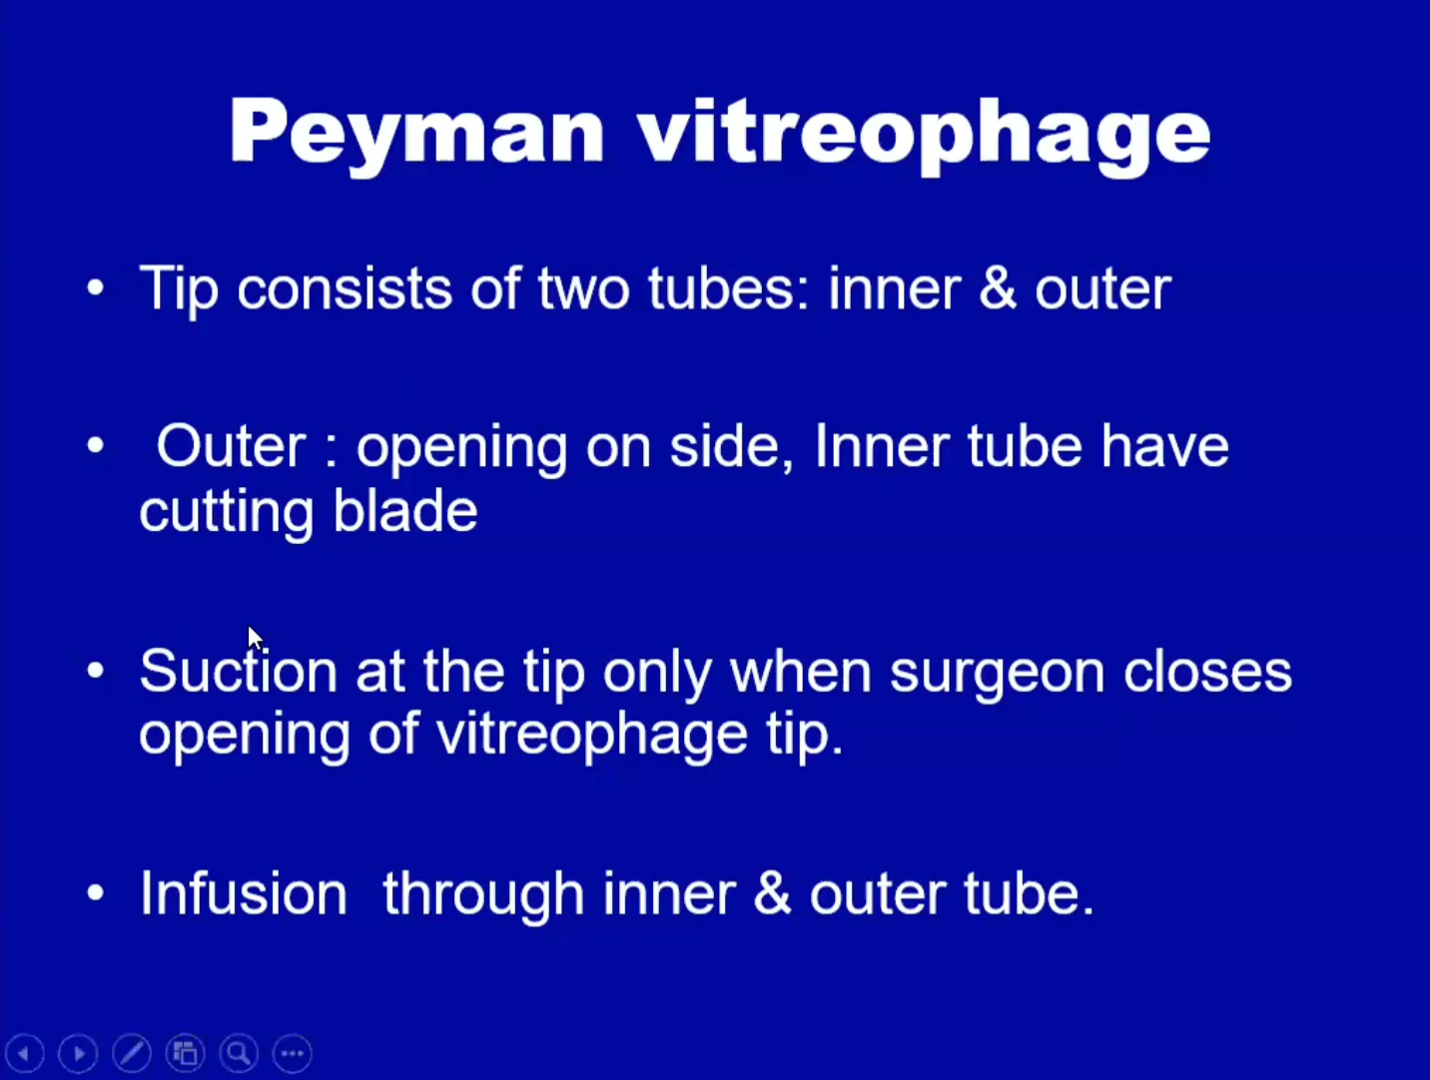 Peyman vitreophage
• Tip consists of two tubes: inner & outer
• Outer : opening on side, Inner tube have
cutting blade
• Suction at the tip only when surgeon closes
opening of vitreophage tip.
• Infusion through inner & outer tube.